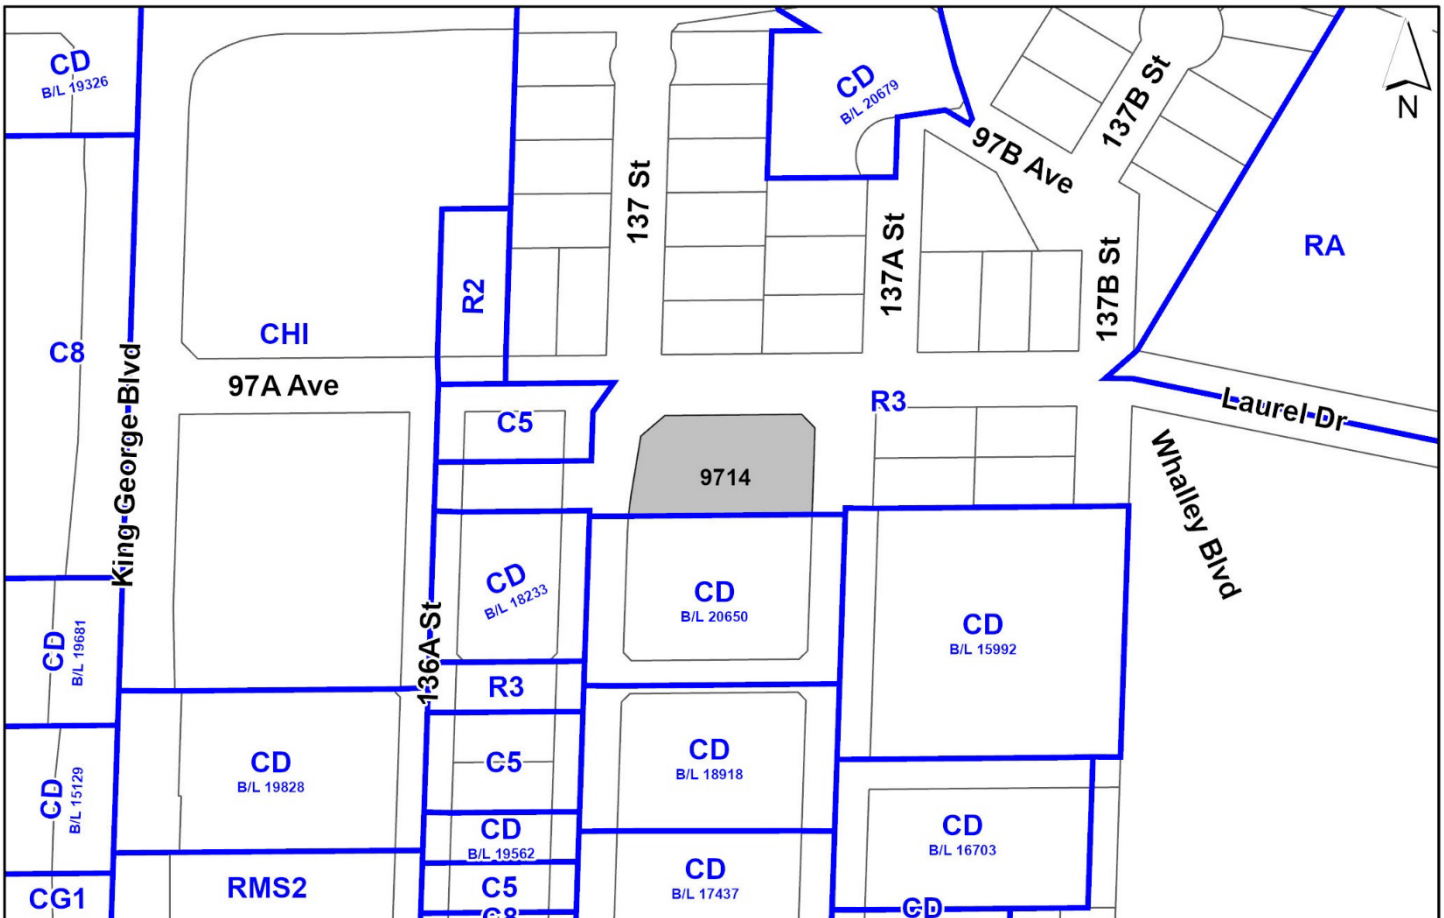 CD
B/L 19326
CD
B/L 20679
N
137B St
97B Ave
137 St
137A St
137B St
RA
R2
CHI
C8
King George Blvd
97A Ave
C5
R3
Laurel Dr
9714
Whalley Blvd
CD
B/L 18233
CD
B/L 20650
CD
B/L 15992
CD
B/L 19681
136A St
R3
CD
B/L 19828
C5
CD
B/L 18918
CD
B/L 15129
CD
B/L 19562
CD
B/L 16703
CG1
RMS2
C5
CD
B/L 17437
C8
CD